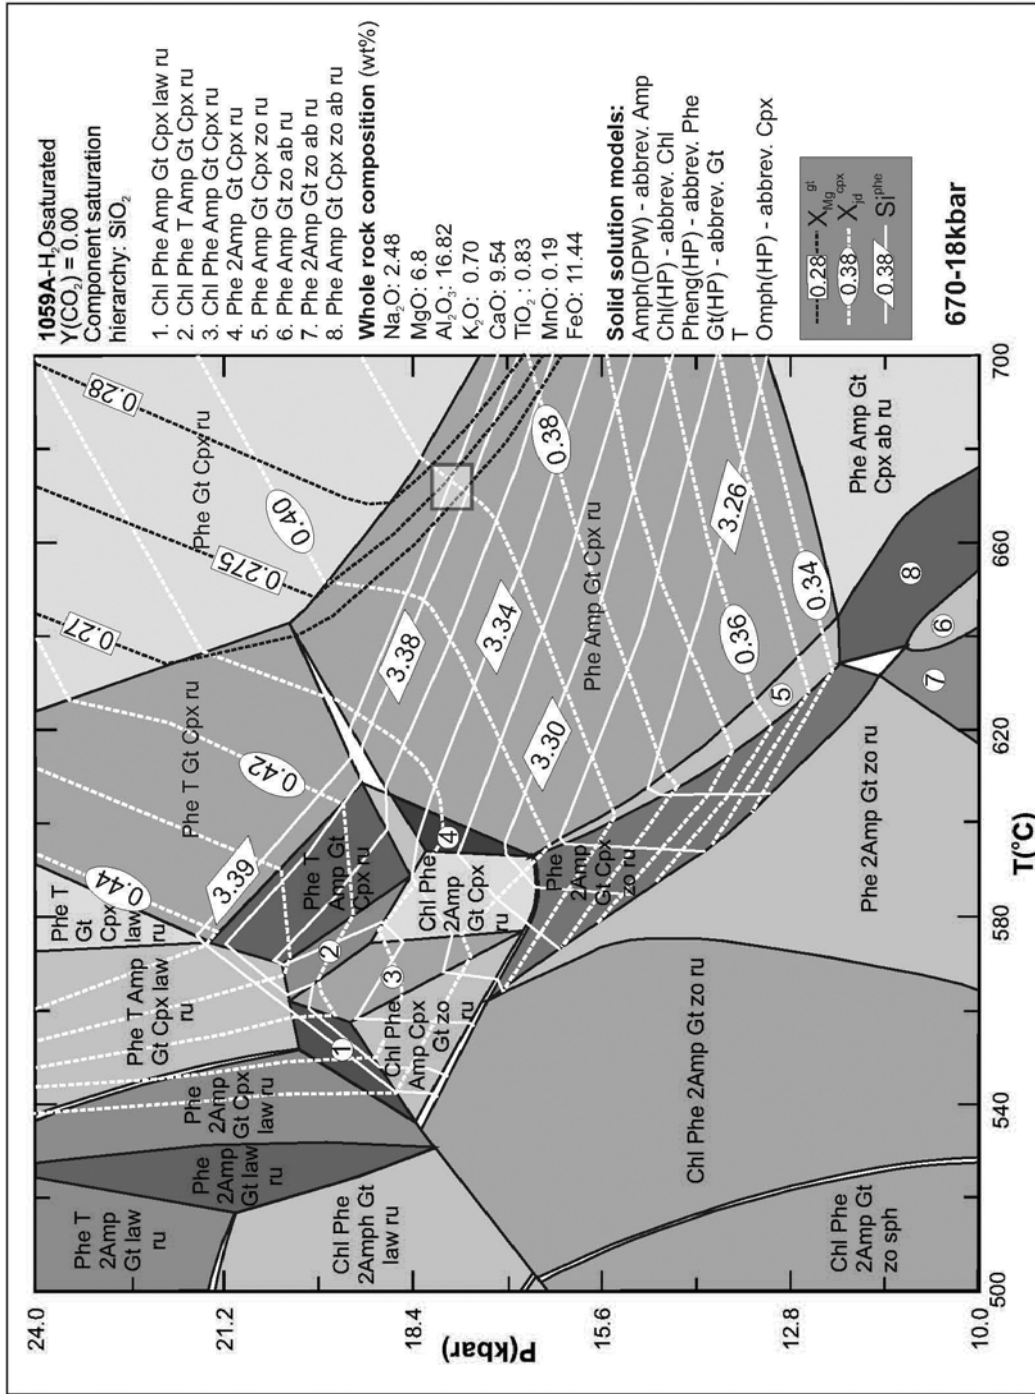 1059A-H₂Osaturated
Y(CO₂) = 0.00
Component saturation
hierarchy: SiO₂
1. Chl Phe Amp Gt Cpx law ru
2. Chl Phe T Amp Gt Cpx ru
3. Chl Phe Amp Gt Cpx ru
4. Phe 2Amp Gt Cpx ru
5. Phe Amp Gt Cpx zo ru
6. Phe Amp Gt zo ab ru
7. Phe 2Amp Gt zo ab ru
8. Phe Amp Gt Cpx zo ab ru
Whole rock composition (wt%)
Na₂O: 2.48
MgO: 6.8
Al₂O₃: 16.82
K₂O: 0.70
CaO: 9.54
TiO₂ : 0.83
MnO: 0.19
FeO: 11.44
Solid solution models:
Amph(DPW) - abbrev. Amp
Chl(HP) - abbrev. Chl
Pheng(HP) - abbrev. Phe
Gt(HP) - abbrev. Gt
T
Omph(HP) - abbrev. Cpx
0.28 X_Mg^gt
0.38 X_jd^cpx
0.38 Si^phe
670-18kbar
P(kbar)
24.0
21.2
18.4
15.6
12.8
10.0
T(°C)
500
540
580
620
660
700
Phe T
2Amp
Gt law
ru
Phe
2Amp
Gt law
ru
Phe
2Amp
Gt Cpx
law ru
Phe T Amp
Gt Cpx law
ru
Phe T
Gt
Cpx
law
ru
Phe T Gt Cpx ru
Phe Gt Cpx ru
Phe T
Amp Gt
Cpx ru
Chl Phe
2Amp
Gt Cpx
ru
Chl Phe
Amp Cpx
Gt zo
ru
Chl Phe
2Amph Gt
law ru
Phe Amp Gt Cpx ru
Phe
2Amp
Gt Cpx
zo ru
Phe 2Amp Gt zo ru
Chl Phe 2Amp Gt zo ru
Chl Phe
2Amp Gt
zo sph
Phe Amp Gt
Cpx ab ru
1
2
3
4
5
6
7
8
0.27
0.275
0.28
0.44
0.42
0.40
0.38
0.36
0.34
3.39
3.38
3.34
3.30
3.26